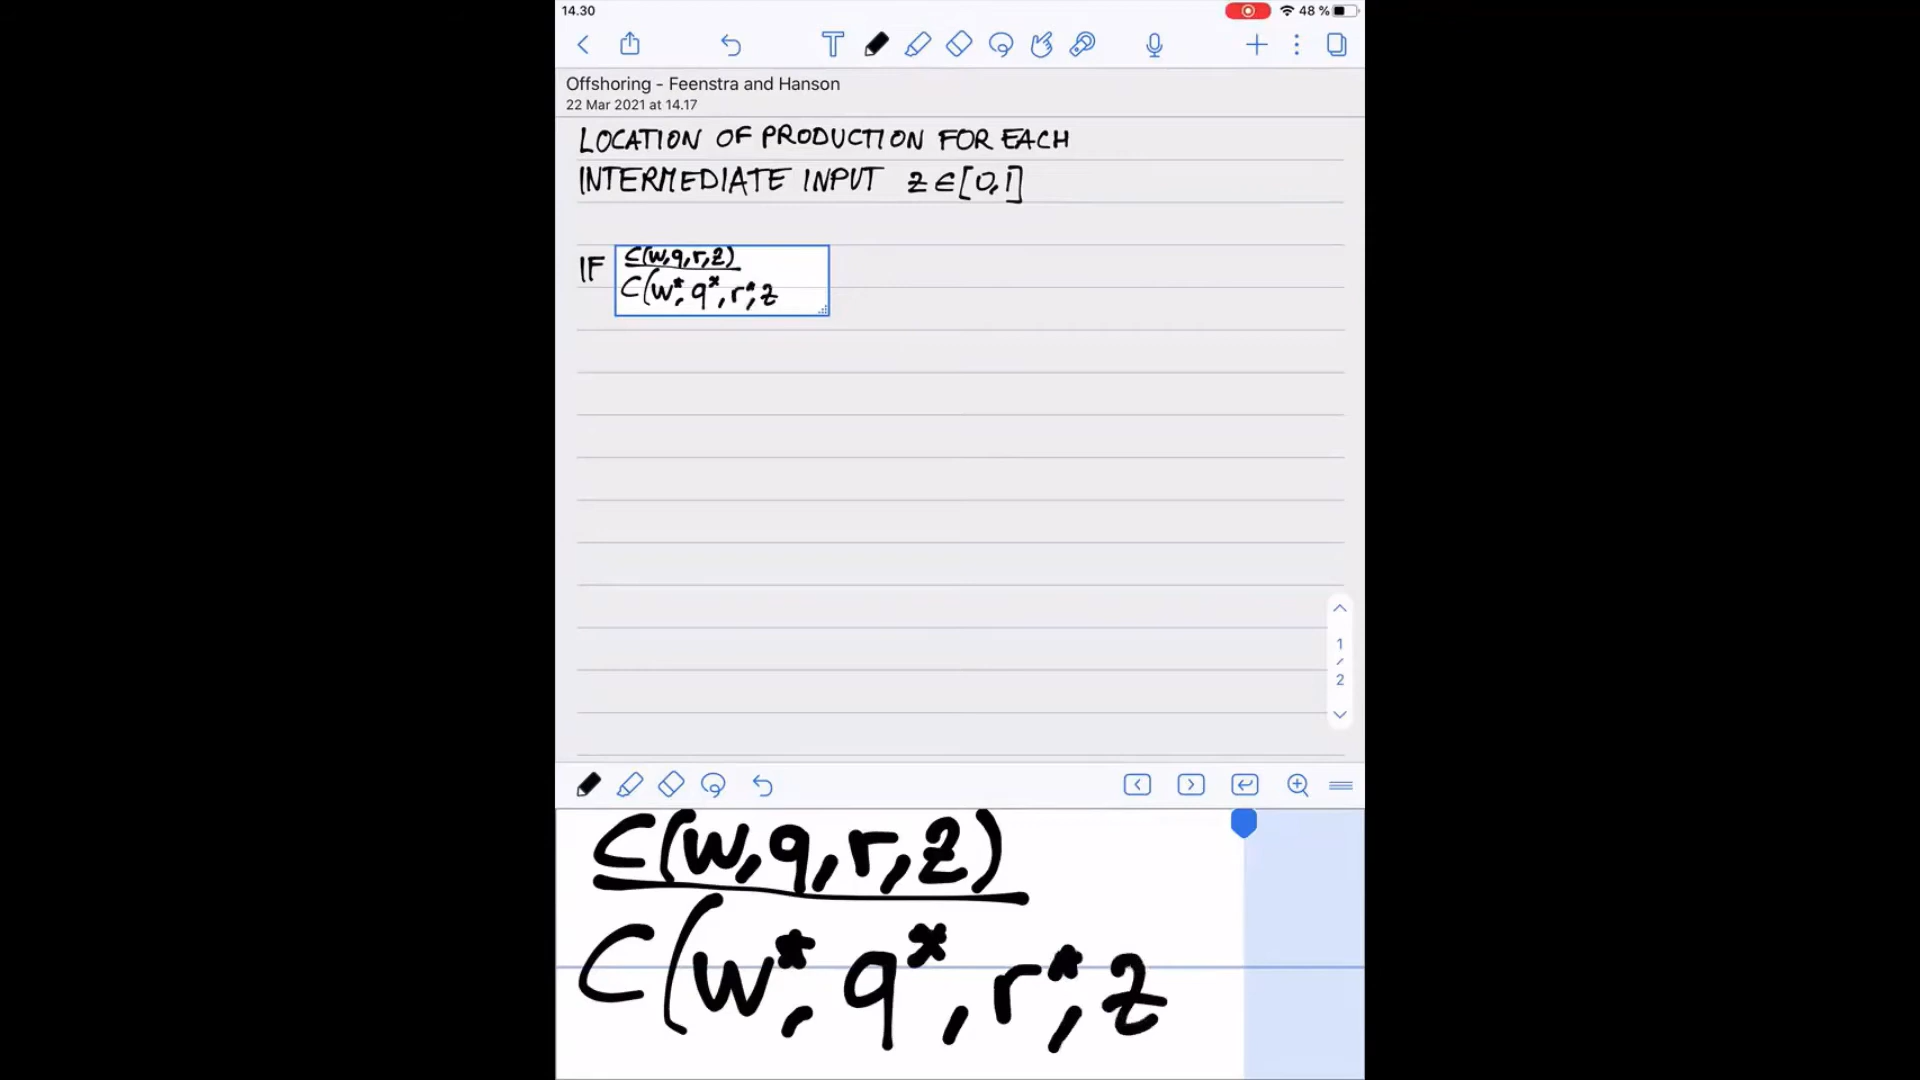 14.30
48 %
Offshoring - Feenstra and Hanson
22 Mar 2021 at 14.17
LOCATION OF PRODUCTION FOR EACH
INTERMEDIATE INPUT z∈[0,1]
IF C(w,q,r,z)
C(w*,q*,r*,z
1
/
2
C(w,q,r,z)
C(w*,q*,r*,z